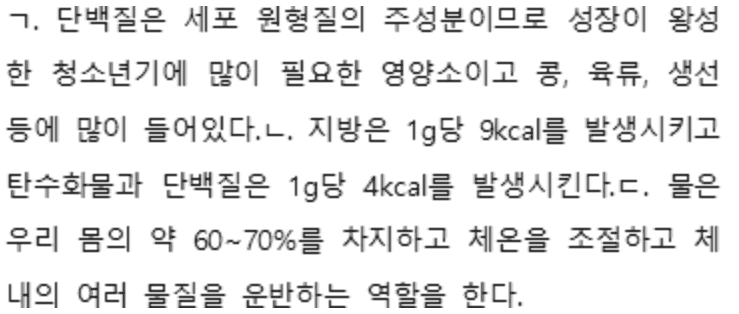 ㄱ. 단백질은 세포 원형질의 주성분이므로 성장이 왕성
한 청소년기에 많이 필요한 영양소이고 콩, 육류, 생선
등에 많이 들어있다.ㄴ. 지방은 1g당 9kcal를 발생시키고
탄수화물과 단백질은 1g당 4kcal를 발생시킨다.ㄷ. 물은
우리 몸의 약 60~70%를 차지하고 체온을 조절하고 체
내의 여러 물질을 운반하는 역할을 한다.